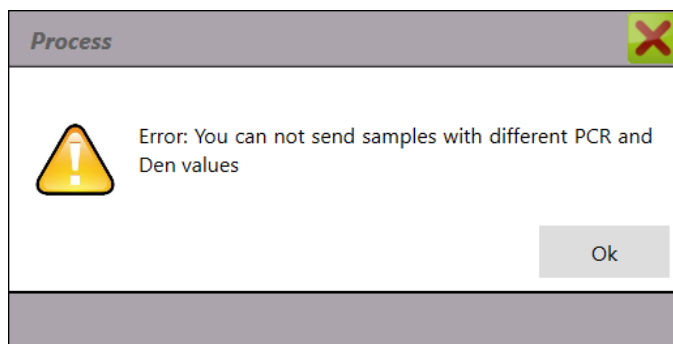 Process
Error: You can not send samples with different PCR and
Den values
Ok